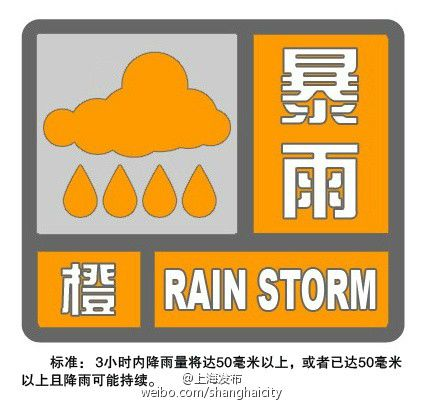 暴雨
橙
RAIN STORM
标准：3小时内降雨量将达50毫米以上，或者已达50毫米
以上且降雨可能持续。
@上海发布
weibo.com/shanghaicity